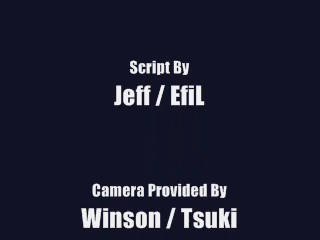 Script By
Jeff / EfiL
Camera Provided By
Winson / Tsuki